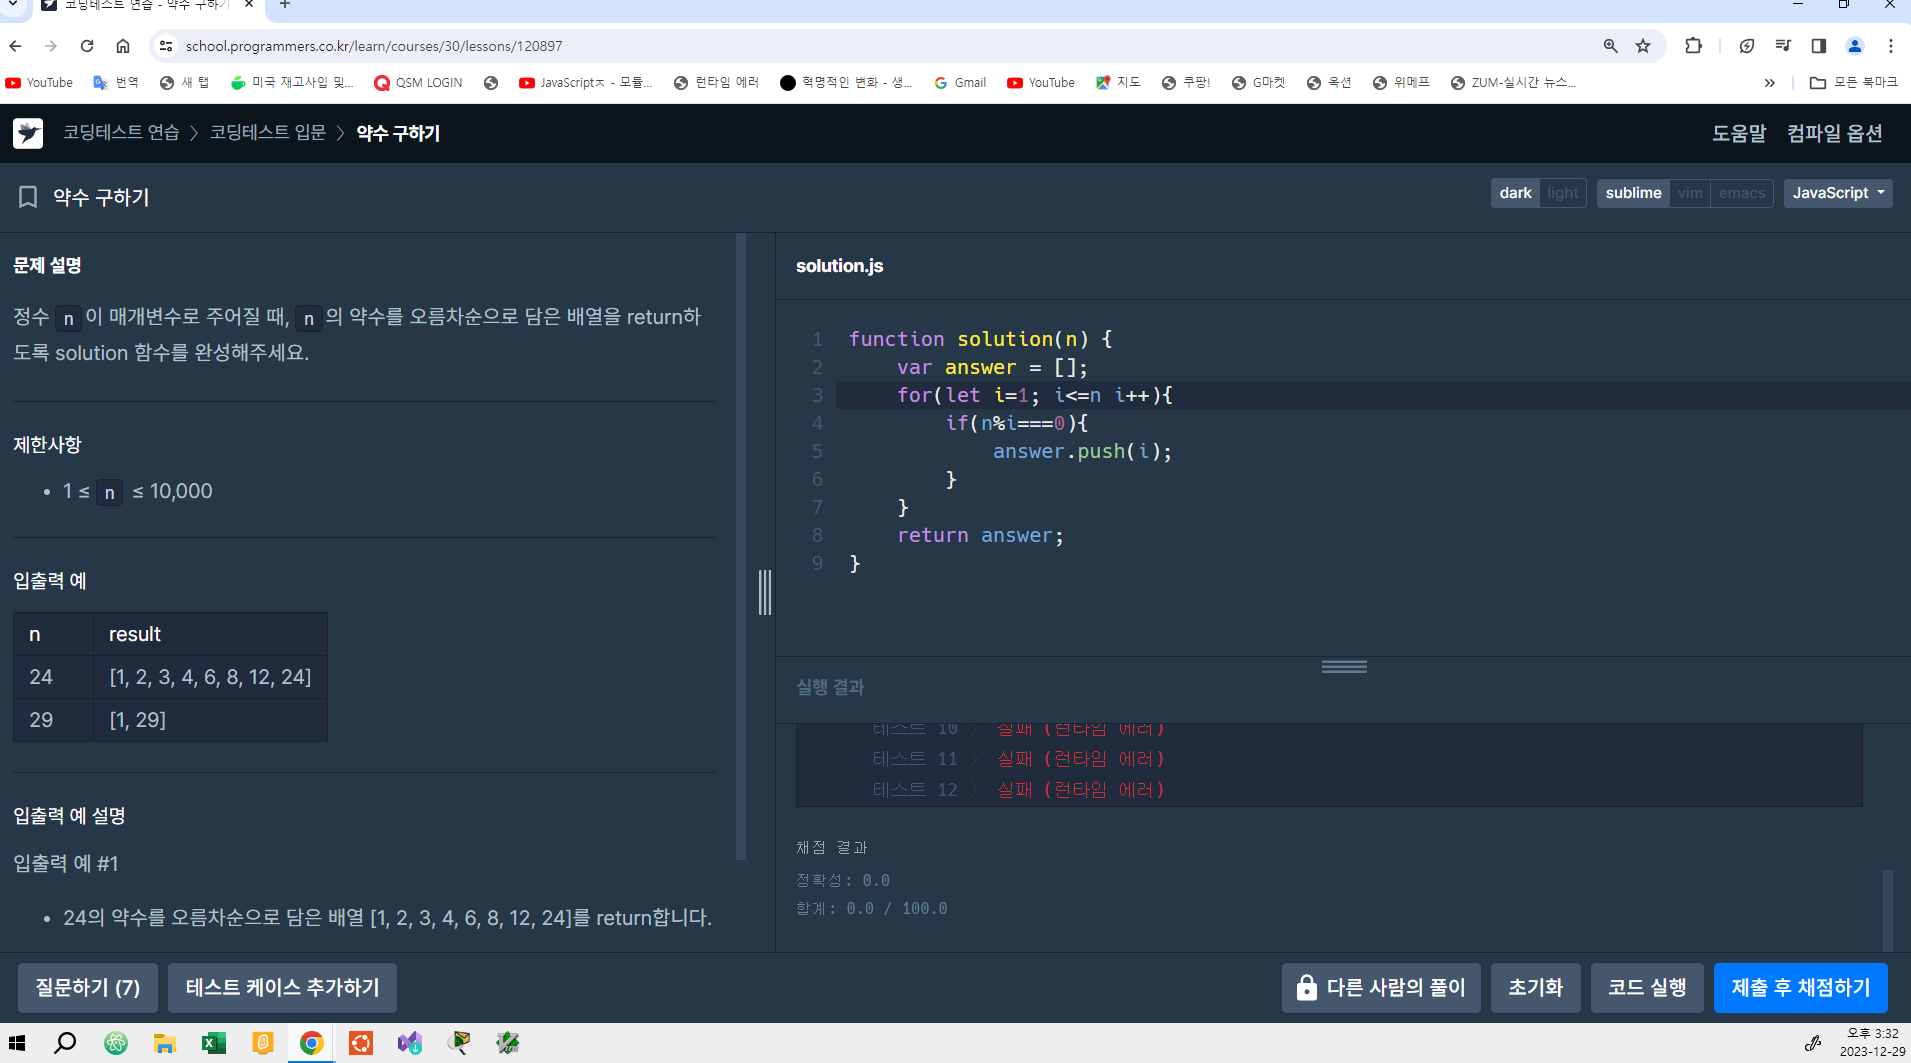 코딩테스트 연습 - 약수 구하기
school.programmers.co.kr/learn/courses/30/lessons/120897
YouTube 번역 새 탭 미국 재고사입 및... QSM LOGIN JavaScriptㅈ - 모듈... 런타임 에러 혁명적인 변화 - 생... Gmail YouTube 지도 쿠팡! G마켓 옥션 위메프 ZUM-실시간 뉴스... » 모든 북마크
코딩테스트 연습 > 코딩테스트 입문 > 약수 구하기 도움말 컴파일 옵션
약수 구하기 dark light sublime vim emacs JavaScript
문제 설명
정수 n 이 매개변수로 주어질 때, n 의 약수를 오름차순으로 담은 배열을 return하
도록 solution 함수를 완성해주세요.
제한사항
• 1 ≤ n ≤ 10,000
입출력 예
n result
24 [1, 2, 3, 4, 6, 8, 12, 24]
29 [1, 29]
입출력 예 설명
입출력 예 #1
• 24의 약수를 오름차순으로 담은 배열 [1, 2, 3, 4, 6, 8, 12, 24]를 return합니다.
solution.js
1 function solution(n) {
2 var answer = [];
3 for(let i=1; i<=n i++){
4 if(n%i===0){
5 answer.push(i);
6 }
7 }
8 return answer;
9 }
실행 결과
테스트 10 > 실패 (런타임 에러)
테스트 11 > 실패 (런타임 에러)
테스트 12 > 실패 (런타임 에러)
채점 결과
정확성: 0.0
합계: 0.0 / 100.0
질문하기 (7) 테스트 케이스 추가하기 다른 사람의 풀이 초기화 코드 실행 제출 후 채점하기
오후 3:32
2023-12-29